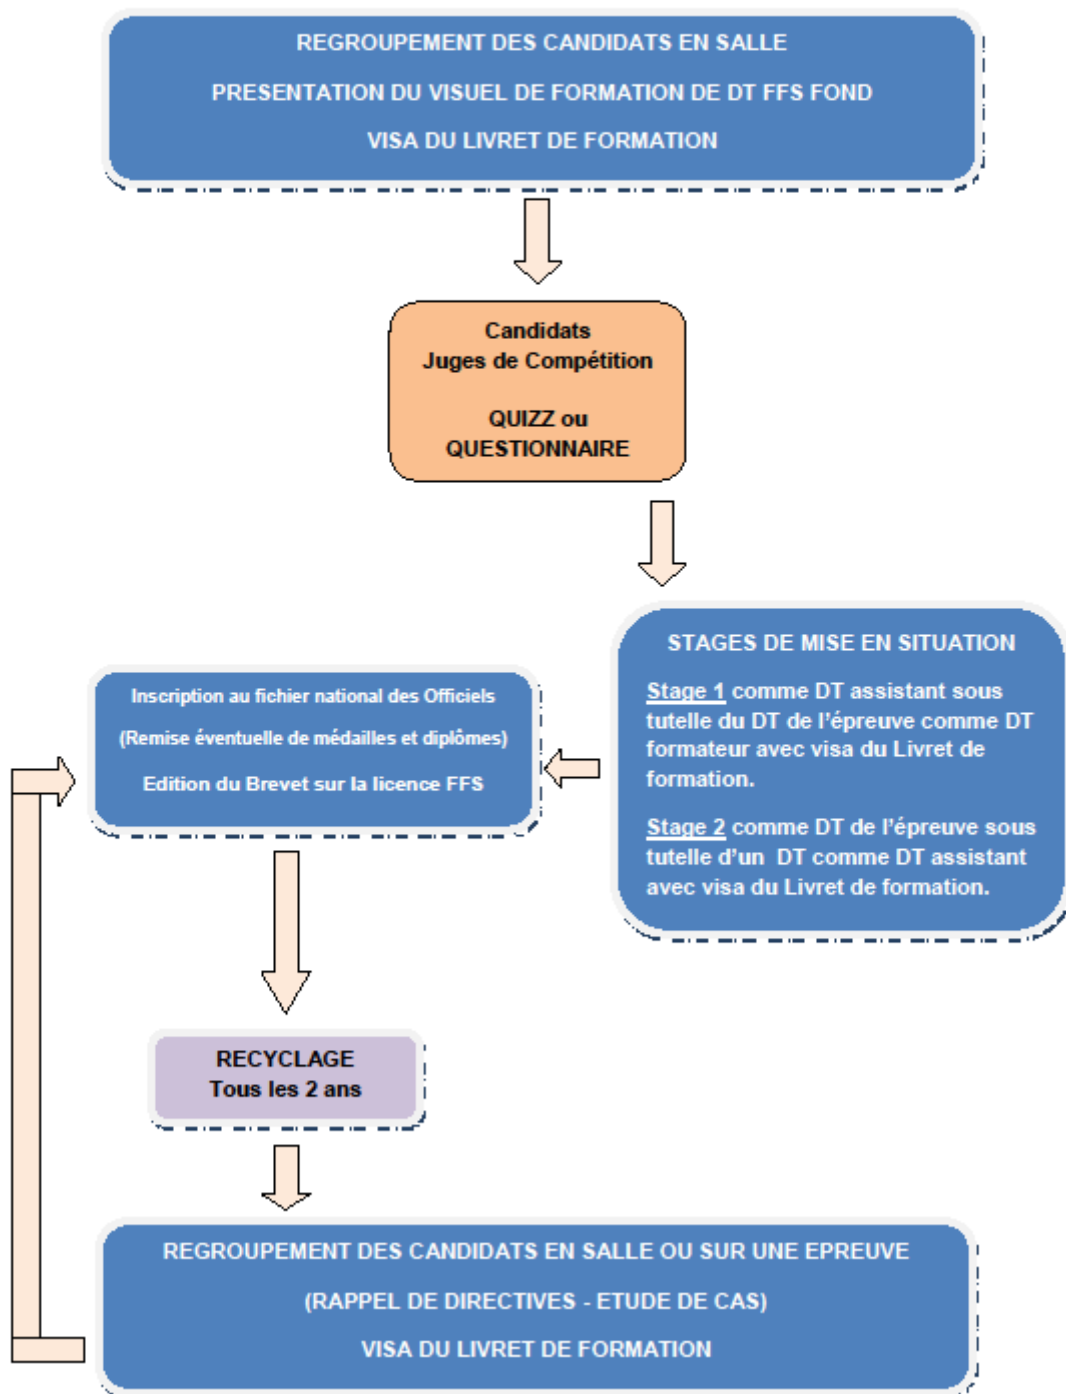 REGROUPEMENT DES CANDIDATS EN SALLE
PRESENTATION DU VISUEL DE FORMATION DE DT FFS FOND
VISA DU LIVRET DE FORMATION
Candidats
Juges de Compétition
QUIZZ ou
QUESTIONNAIRE
STAGES DE MISE EN SITUATION
Stage 1 comme DT assistant sous
tutelle du DT de l'épreuve comme DT
formateur avec visa du Livret de
formation.
Stage 2 comme DT de l'épreuve sous
tutelle d'un DT comme DT assistant
avec visa du Livret de formation.
Inscription au fichier national des Officiels
(Remise éventuelle de médailles et diplômes)
Edition du Brevet sur la licence FFS
RECYCLAGE
Tous les 2 ans
REGROUPEMENT DES CANDIDATS EN SALLE OU SUR UNE EPREUVE
(RAPPEL DE DIRECTIVES - ETUDE DE CAS)
VISA DU LIVRET DE FORMATION